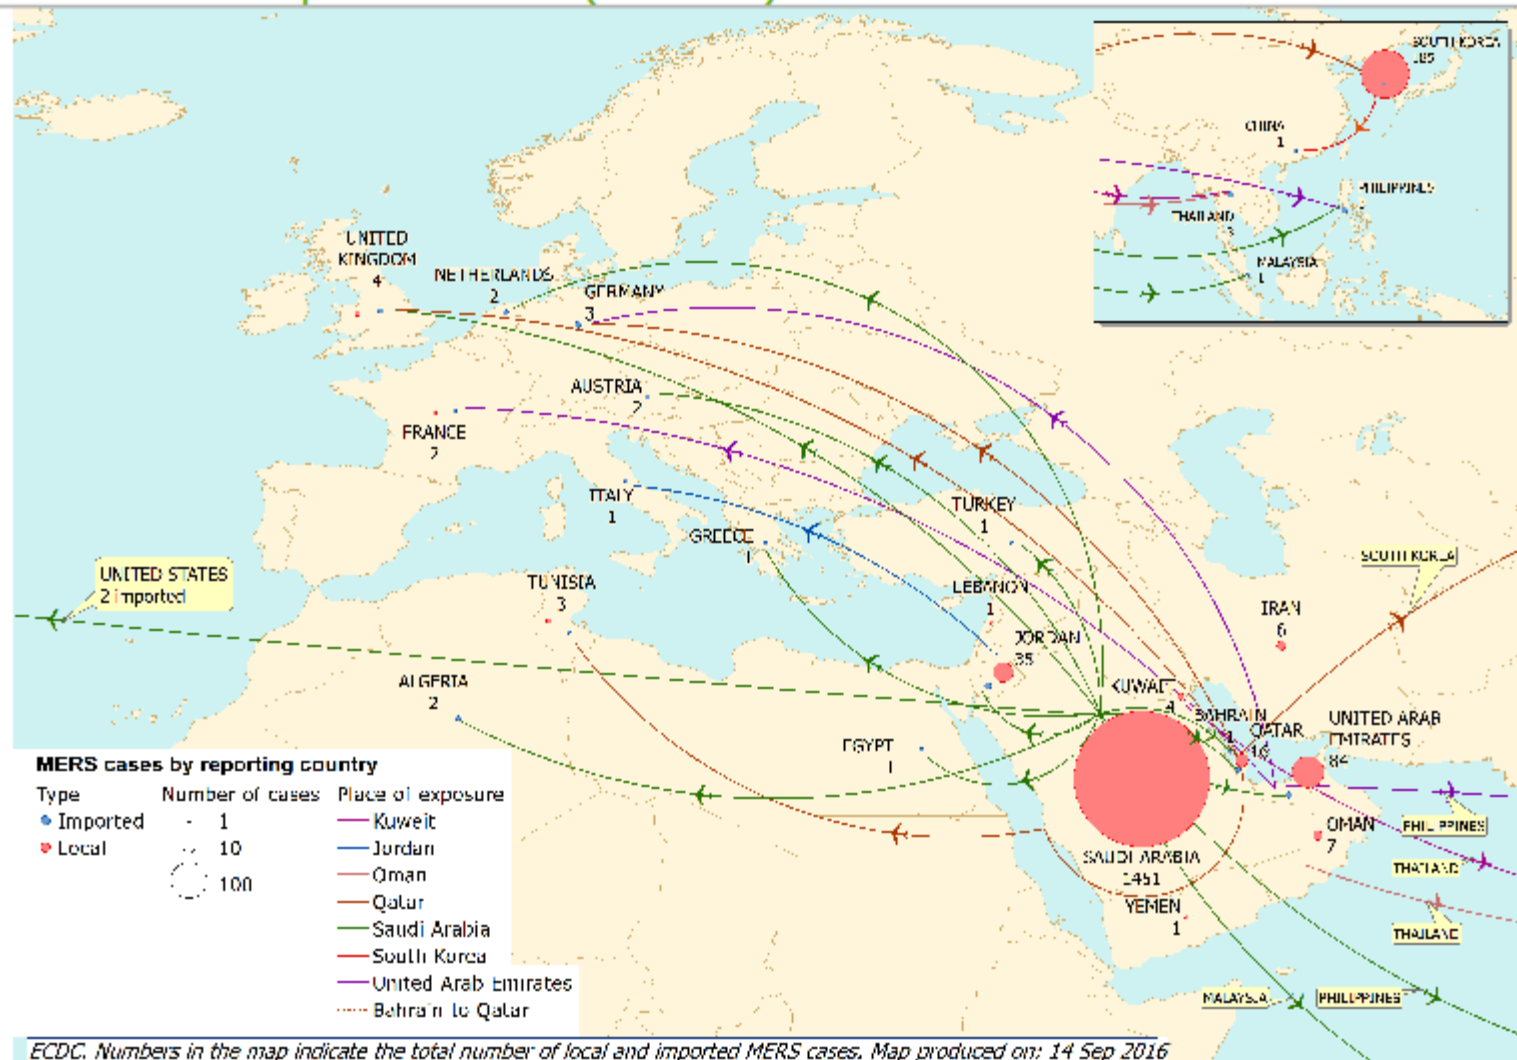 SOUTH KOREA
185
CHINA
1
PHILIPPINES
THAILAND
3
MALAYSIA
1
UNITED
KINGDOM
4
NETHERLANDS
2
GERMANY
3
AUSTRIA
2
FRANCE
2
ITALY
1
GREECE
1
TURKEY
1
SOUTH KOREA
UNITED STATES
2 imported
TUNISIA
3
LEBANON
1
IRAN
6
JORDAN
35
ALGERIA
2
KUWAIT
4
BAHRAIN
1
QATAR
UNITED ARAB
EMIRATES
84
EGYPT
1
PHILIPPINES
OMAN
7
THAILAND
SAUDI ARABIA
1451
YEMEN
1
THAILAND
MALAYSIA
PHILIPPINES
MERS cases by reporting country
Type
Imported
Local
Number of cases
1
10
100
Place of exposure
Kuweit
Jordan
Oman
Qatar
Saudi Arabia
South Korea
United Arab Emirates
Bahrain to Qatar
ECDC. Numbers in the map indicate the total number of local and imported MERS cases. Map produced on: 14 Sep 2016